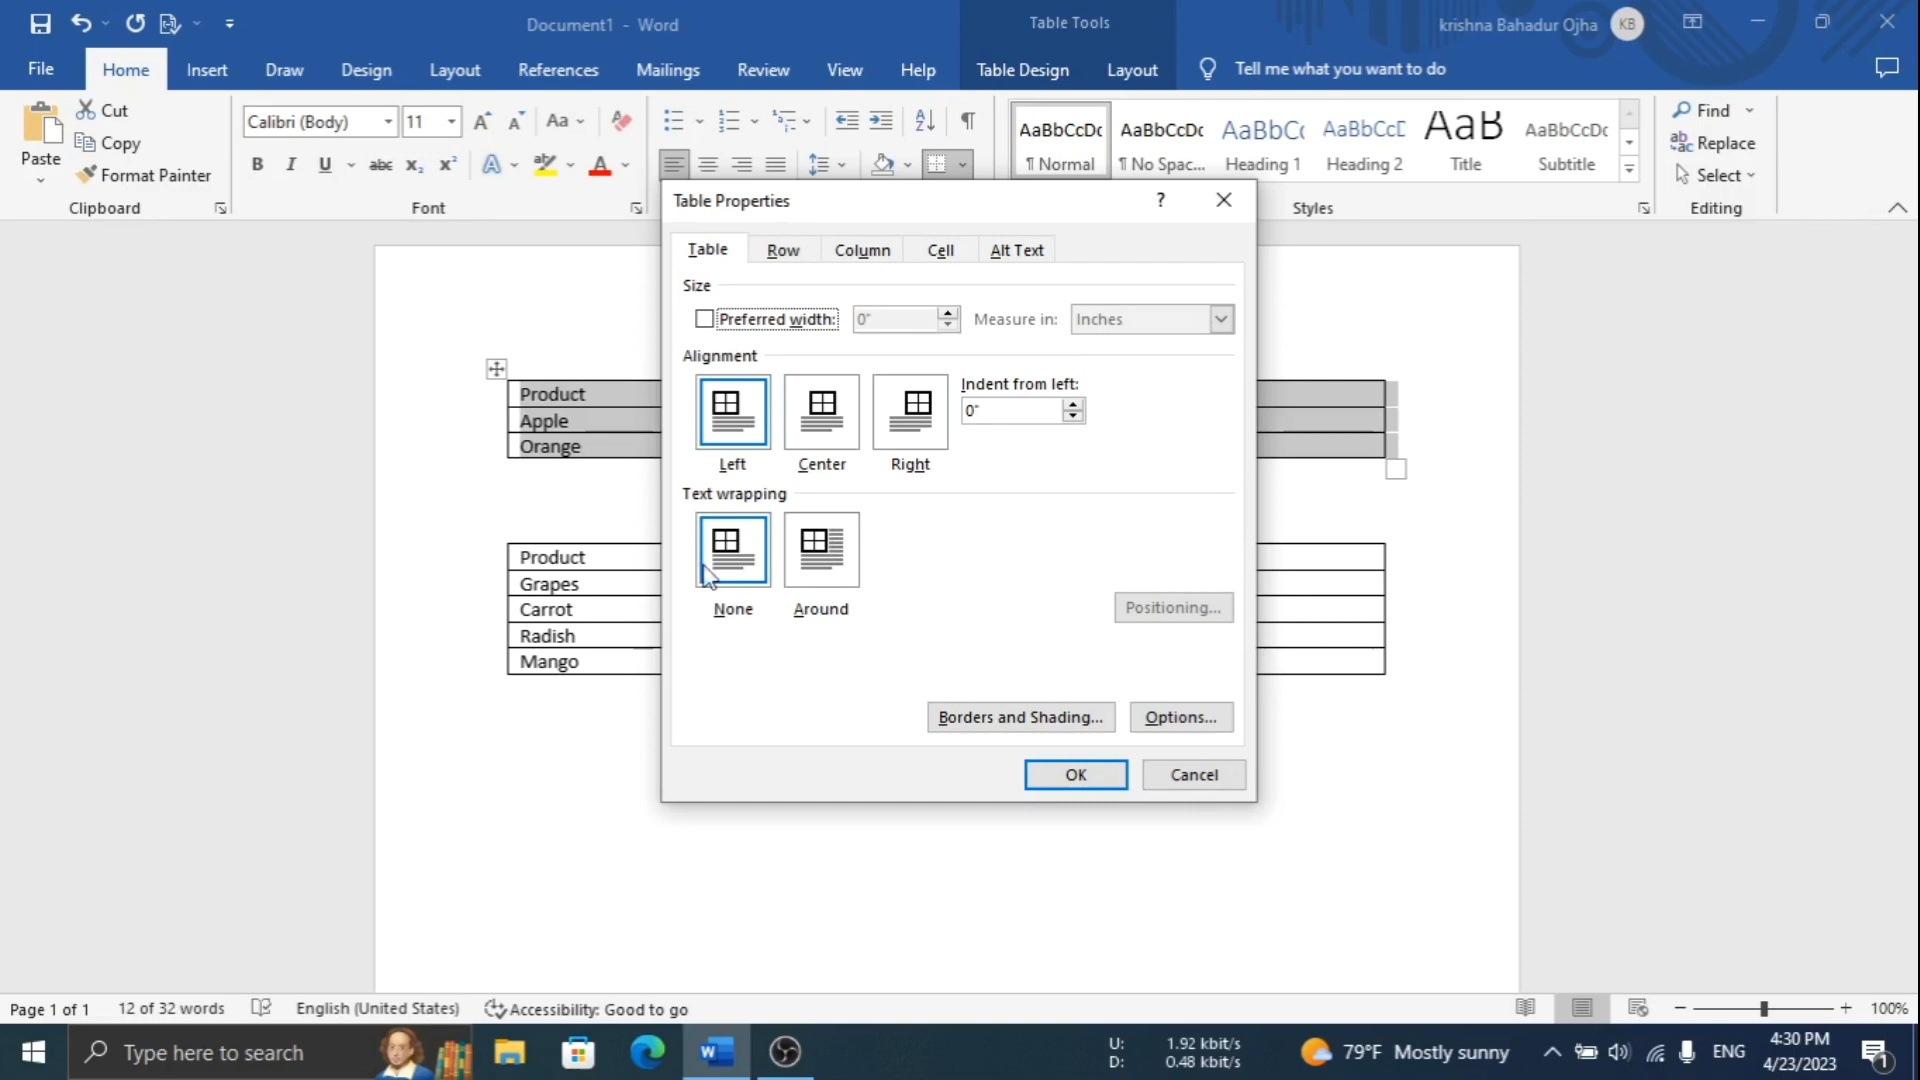 Document1 - Word
Table Tools
krishna Bahadur Ojha
KB
File
Home
Insert
Draw
Design
Layout
References
Mailings
Review
View
Help
Table Design
Layout
Tell me what you want to do
Paste
Cut
Copy
Format Painter
Clipboard
Calibri (Body)
11
Font
AaBbCcDc
¶ Normal
AaBbCcDc
¶ No Spac...
AaBbCc
Heading 1
AaBbCcE
Heading 2
AaB
Title
AaBbCcDc
Subtitle
Styles
Find
Replace
Select
Editing
Table Properties
?
Table
Row
Column
Cell
Alt Text
Size
Preferred width:
0"
Measure in:
Inches
Alignment
Left
Center
Right
Indent from left:
0"
Text wrapping
None
Around
Positioning...
Borders and Shading...
Options...
OK
Cancel
Product
Apple
Orange
Product
Grapes
Carrot
Radish
Mango
Page 1 of 1
12 of 32 words
English (United States)
Accessibility: Good to go
100%
Type here to search
U: 1.92 kbit/s
D: 0.48 kbit/s
79°F Mostly sunny
ENG
4:30 PM
4/23/2023
1